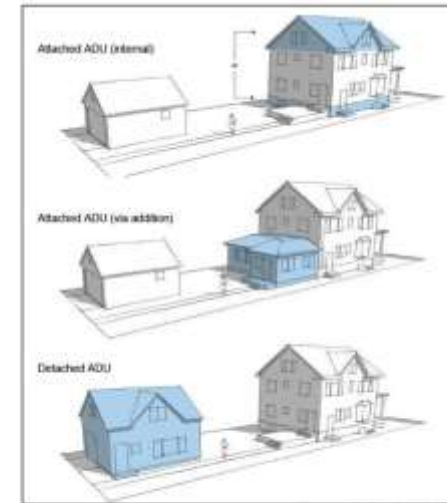 Attached ADU (internal)
Attached ADU (via addition)
Detached ADU